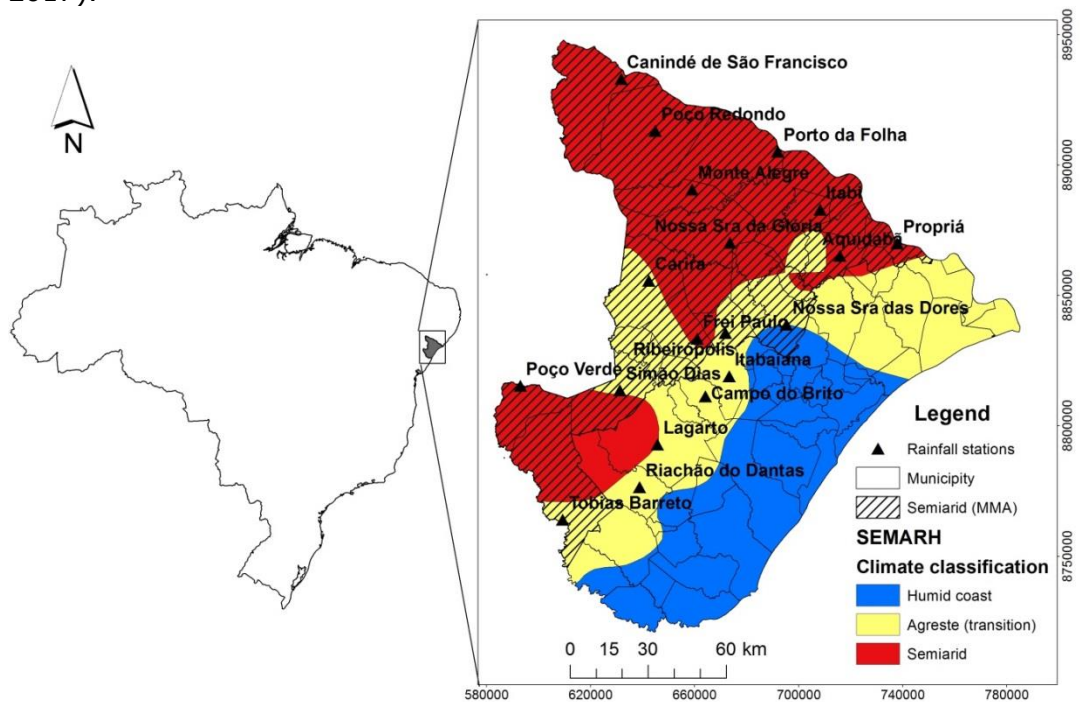 2017).
N
Canindé de São Francisco
Poço Redondo
Porto da Folha
Monte Alegre
Itabi
Nossa Sra da Glória
Propriá
Aquidabã
Carira
Nossa Sra das Dores
Frei Paulo
Ribeirópolis
Itabaiana
Poço Verde
Simão Dias
Campo do Brito
Lagarto
Riachão do Dantas
Tobias Barreto
Legend
Rainfall stations
Municipity
Semiarid (MMA)
SEMARH
Climate classification
Humid coast
Agreste (transition)
Semiarid
0 15 30 60 km
580000 620000 660000 700000 740000 780000
8950000
8900000
8850000
8800000
8750000